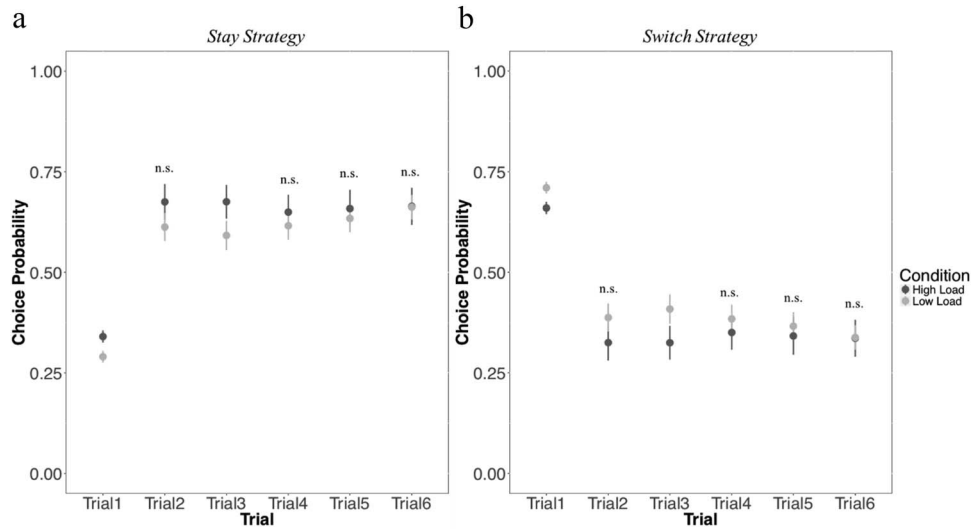 a
Stay Strategy
1.00
0.75
0.50
0.25
0.00
Choice Probability
n.s.
n.s.
n.s.
n.s.
Trial1 Trial2 Trial3 Trial4 Trial5 Trial6
Trial
b
Switch Strategy
1.00
0.75
0.50
0.25
0.00
Choice Probability
n.s.
n.s.
n.s.
n.s.
Trial1 Trial2 Trial3 Trial4 Trial5 Trial6
Trial
Condition
High Load
Low Load